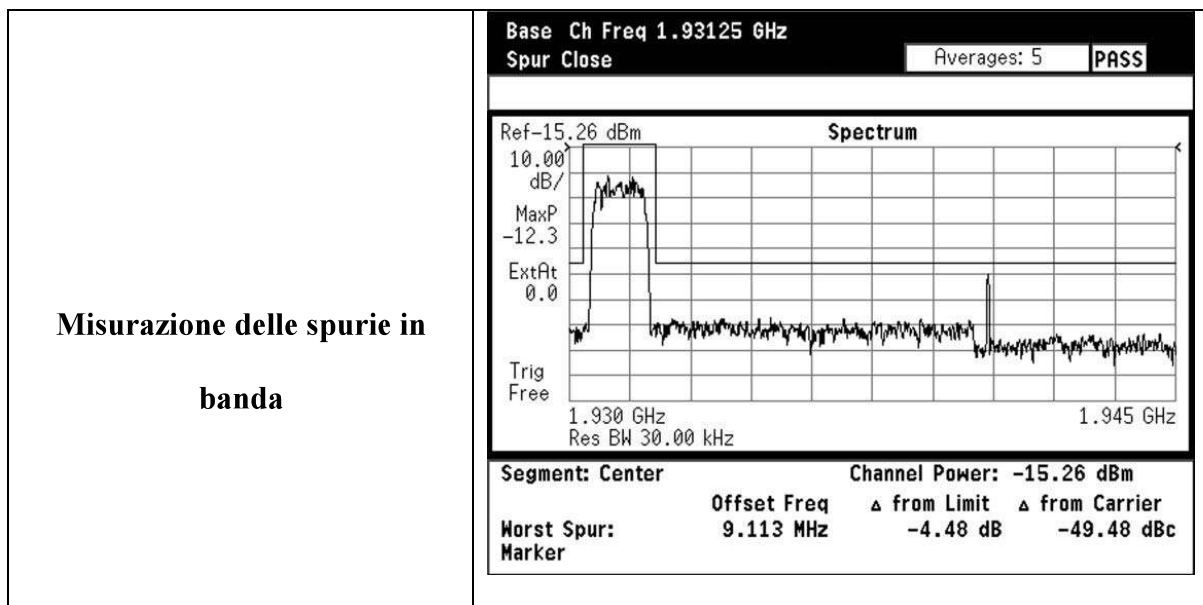 Misurazione delle spurie in
banda
Base Ch Freq 1.93125 GHz
Spur Close
Averages: 5
PASS
Ref-15.26 dBm
Spectrum
10.00
dB/
MaxP
-12.3
ExtAt
0.0
Trig
Free
1.930 GHz
1.945 GHz
Res BW 30.00 kHz
Segment: Center
Channel Power: -15.26 dBm
Offset Freq
Δ from Limit
Δ from Carrier
Worst Spur:
9.113 MHz
-4.48 dB
-49.48 dBc
Marker